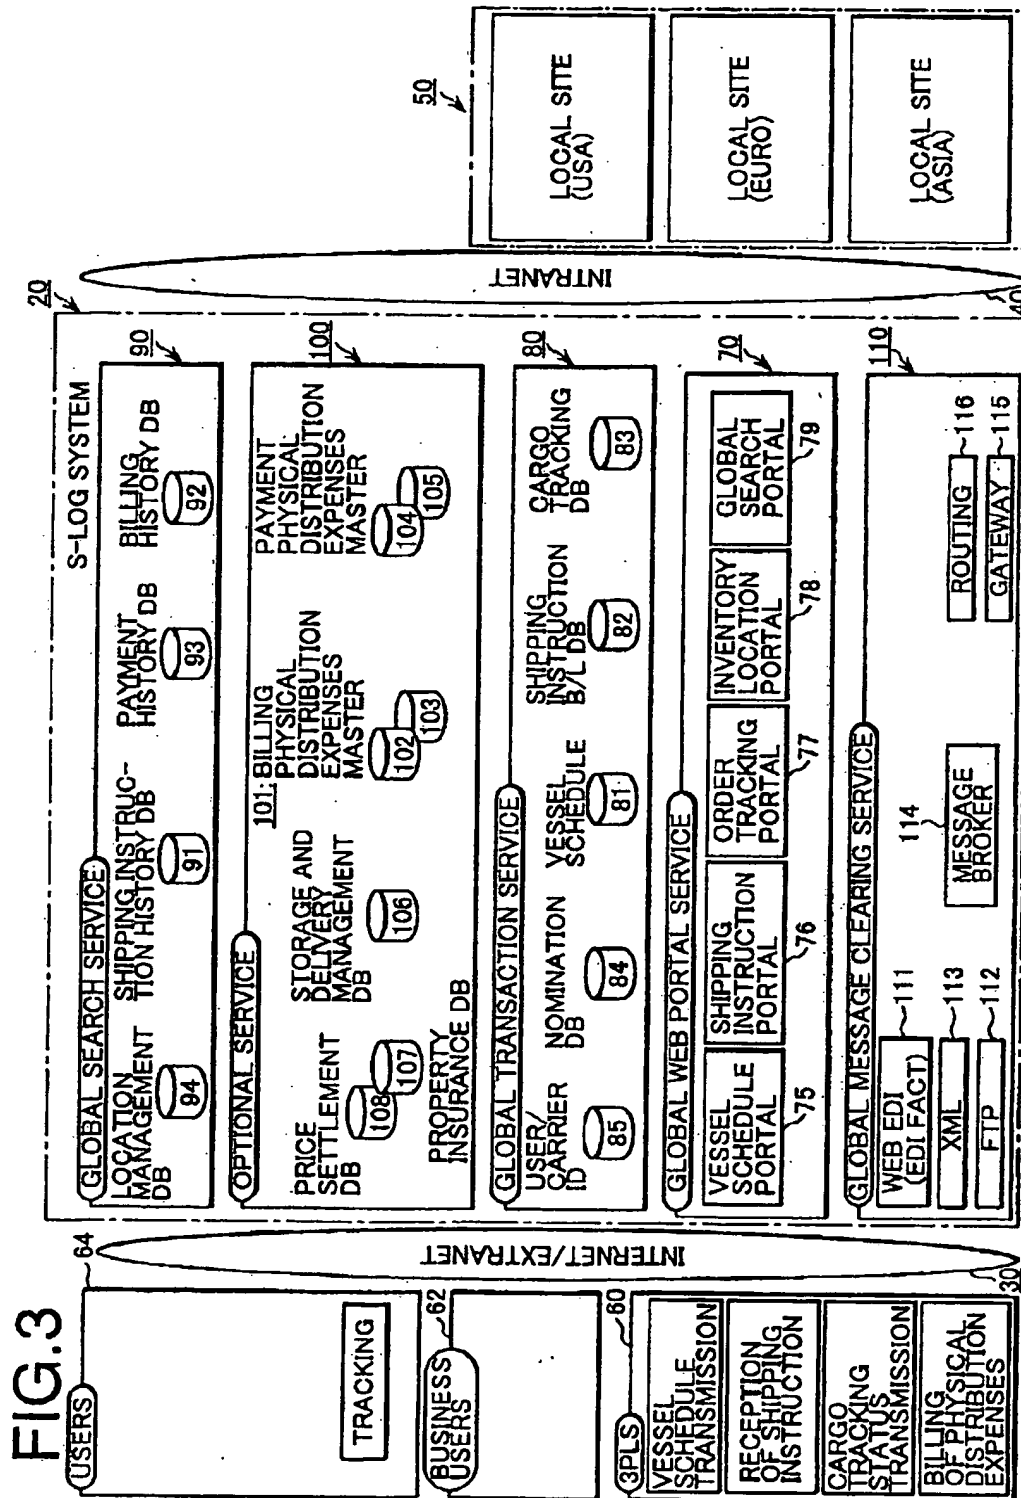 FIG.3
USERS
64
TRACKING
BUSINESS
USERS
62
3PLS
60
VESSEL
SCHEDULE
TRANSMISSION
RECEPTION
OF SHIPPING
INSTRUCTION
CARGO
TRACKING
STATUS
TRANSMISSION
BILLING
OF PHYSICAL
DISTRIBUTION
EXPENSES
INTERNET/EXTRANET
30
S-LOG SYSTEM
20
GLOBAL SEARCH SERVICE
90
LOCATION
MANAGEMENT
DB
94
SHIPPING INSTRUC-
TION HISTORY DB
91
PAYMENT
HISTORY DB
93
BILLING
HISTORY DB
92
OPTIONAL SERVICE
100
PRICE
SETTLEMENT
DB
108
107
PROPERTY
INSURANCE DB
STORAGE AND
DELIVERY
MANAGEMENT
DB
106
101: BILLING
PHYSICAL
DISTRIBUTION
EXPENSES
MASTER
102
103
PAYMENT
PHYSICAL
DISTRIBUTION
EXPENSES
MASTER
104
105
GLOBAL TRANSACTION SERVICE
80
USER/
CARRIER
ID
85
NOMINATION
DB
84
VESSEL
SCHEDULE
81
SHIPPING
INSTRUCTION
B/L DB
82
CARGO
TRACKING
DB
83
GLOBAL WEB PORTAL SERVICE
70
VESSEL
SCHEDULE
PORTAL
75
SHIPPING
INSTRUCTION
PORTAL
76
ORDER
TRACKING
PORTAL
77
INVENTORY
LOCATION
PORTAL
78
GLOBAL
SEARCH
PORTAL
79
GLOBAL MESSAGE CLEARING SERVICE
110
WEB EDI
(EDI FACT)
111
XML
113
FTP
112
MESSAGE
BROKER
114
ROUTING
116
GATEWAY
115
INTRANET
40
50
LOCAL SITE
(USA)
LOCAL SITE
(EURO)
LOCAL SITE
(ASIA)